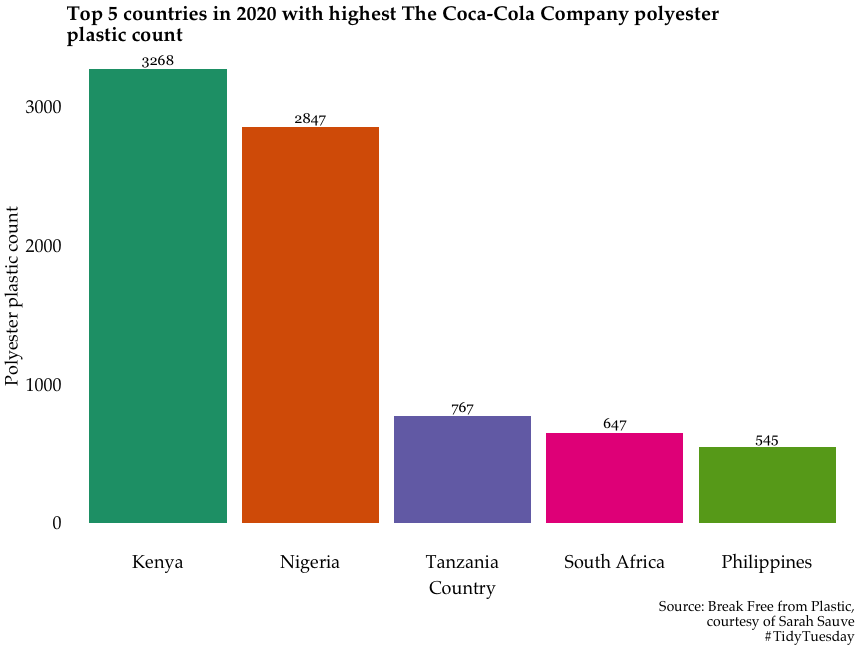 Top 5 countries in 2020 with highest The Coca-Cola Company polyester
plastic count
Polyester plastic count
3000
2000
1000
0
3268
2847
767
647
545
Kenya
Nigeria
Tanzania
South Africa
Philippines
Country
Source: Break Free from Plastic,
courtesy of Sarah Sauve
#TidyTuesday